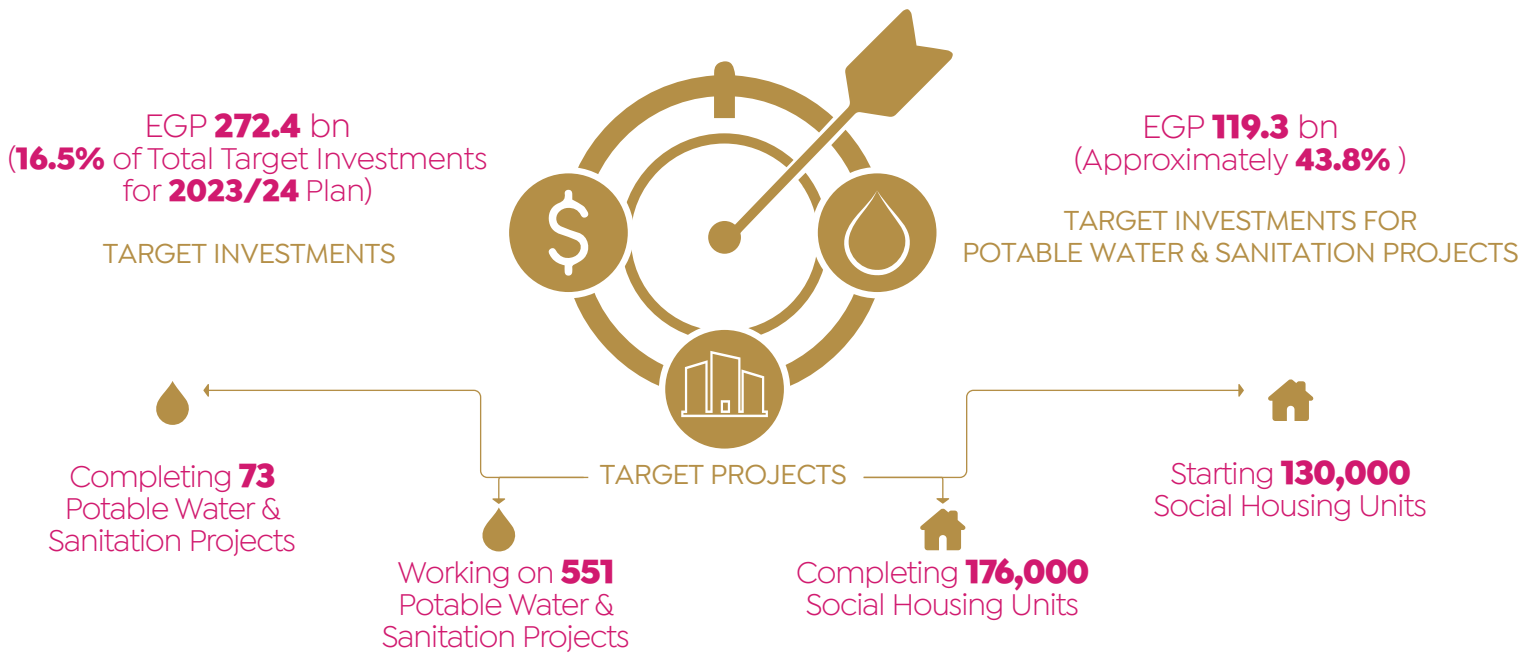 EGP 272.4 bn
(16.5% of Total Target Investments
for 2023/24 Plan)
TARGET INVESTMENTS
$
EGP 119.3 bn
(Approximately 43.8% )
TARGET INVESTMENTS FOR
POTABLE WATER & SANITATION PROJECTS
TARGET PROJECTS
Completing 73
Potable Water &
Sanitation Projects
Working on 551
Potable Water &
Sanitation Projects
Completing 176,000
Social Housing Units
Starting 130,000
Social Housing Units